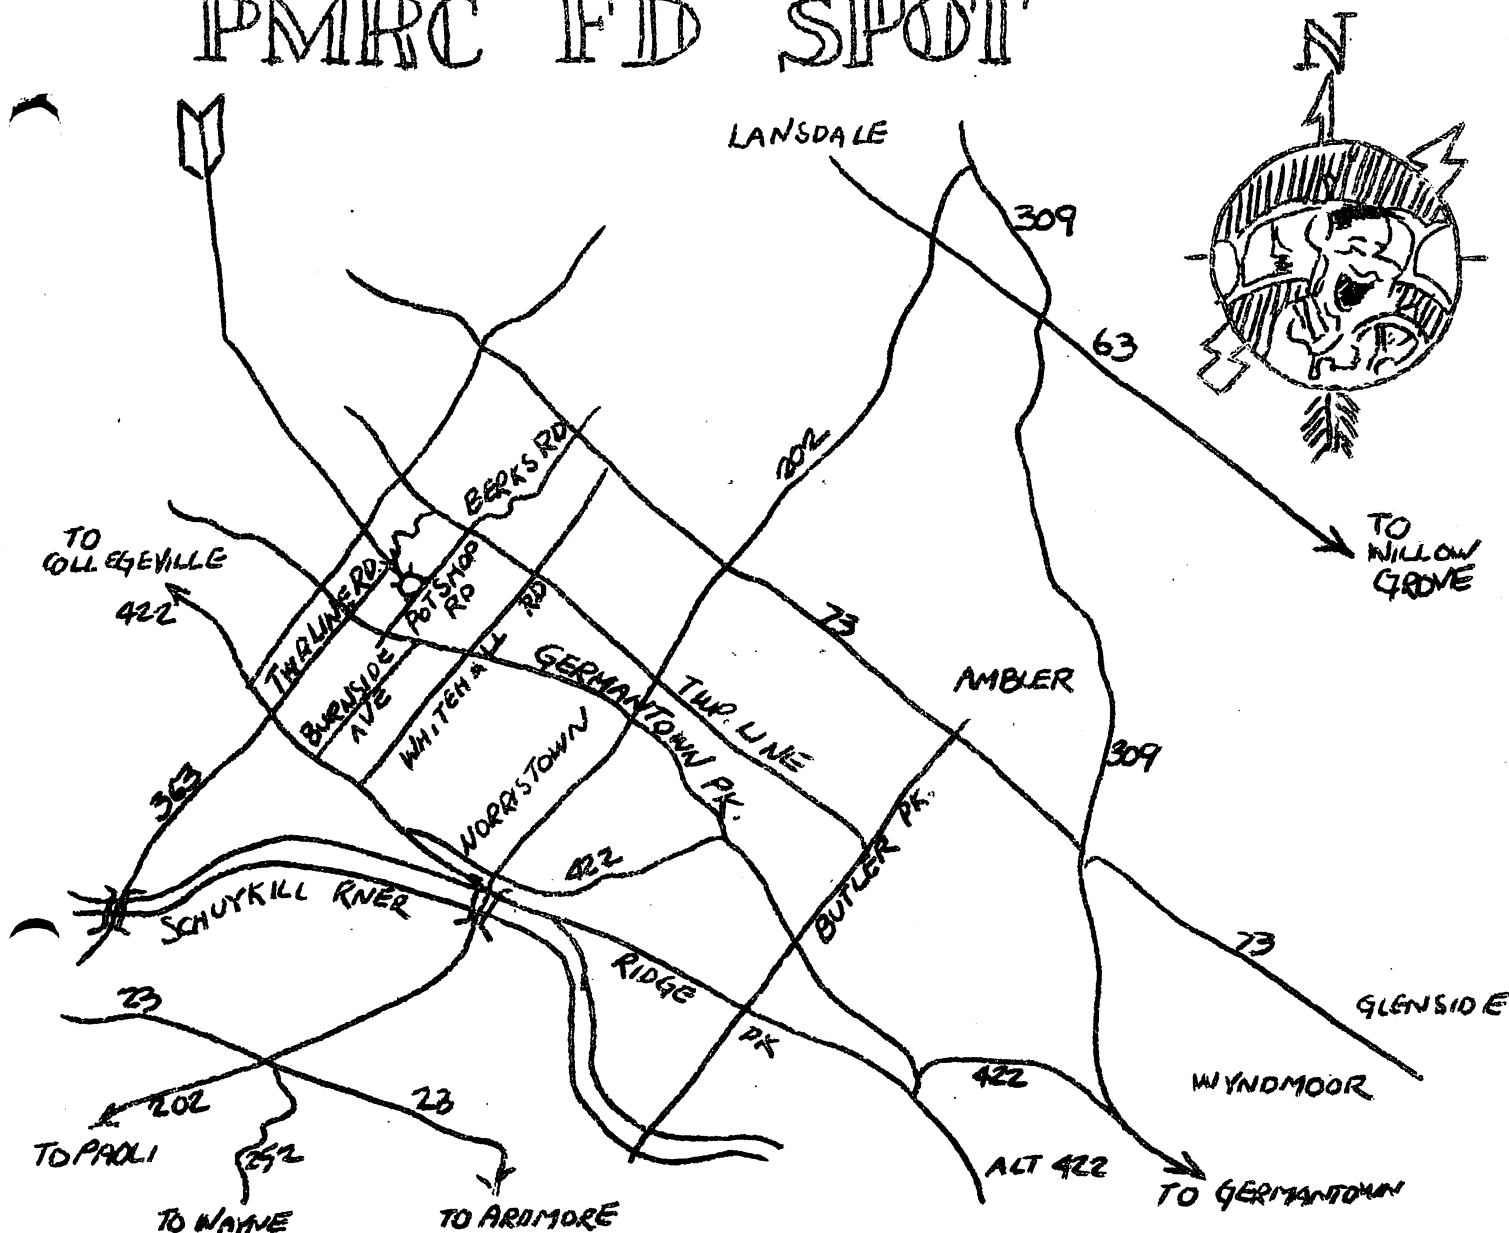 PMRC FD SPOT
N
LANSDALE
309
63
202
BERKS RD
TO
COLLEGEVILLE
422
TO
WILLOW
GROVE
TWP LINE RD.
POTSHOP
RD
BURNSIDE
AVE
WHITEHALL RD
GERMANTOWN PK.
73
AMBLER
TWP. LINE
NORRISTOWN
309
363
422
BUTLER PK.
SCHUYKILL RIVER
RIDGE
PK
73
GLENSIDE
23
422
WYNDMOOR
202
23
TO PAOLI
252
ALT 422
TO GERMANTOWN
TO WAYNE
TO ARDMORE